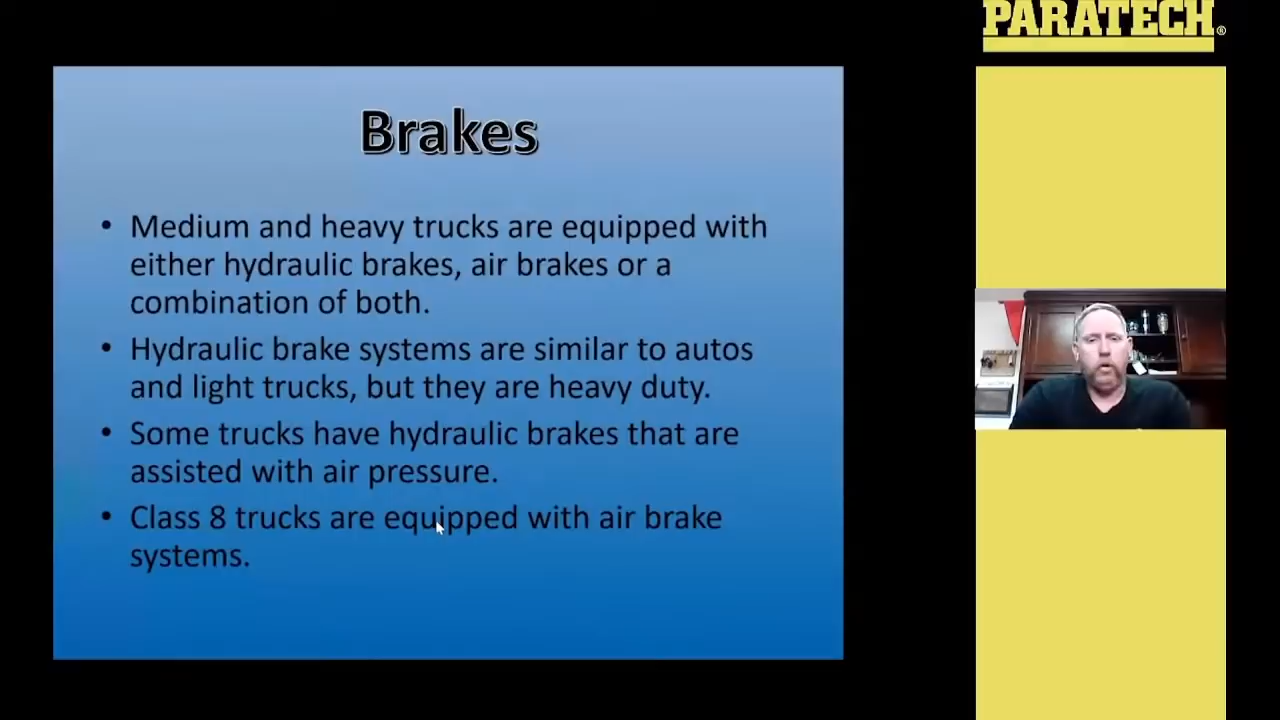 PARATECH®
Brakes
• Medium and heavy trucks are equipped with
either hydraulic brakes, air brakes or a
combination of both.
• Hydraulic brake systems are similar to autos
and light trucks, but they are heavy duty.
• Some trucks have hydraulic brakes that are
assisted with air pressure.
• Class 8 trucks are equipped with air brake
systems.